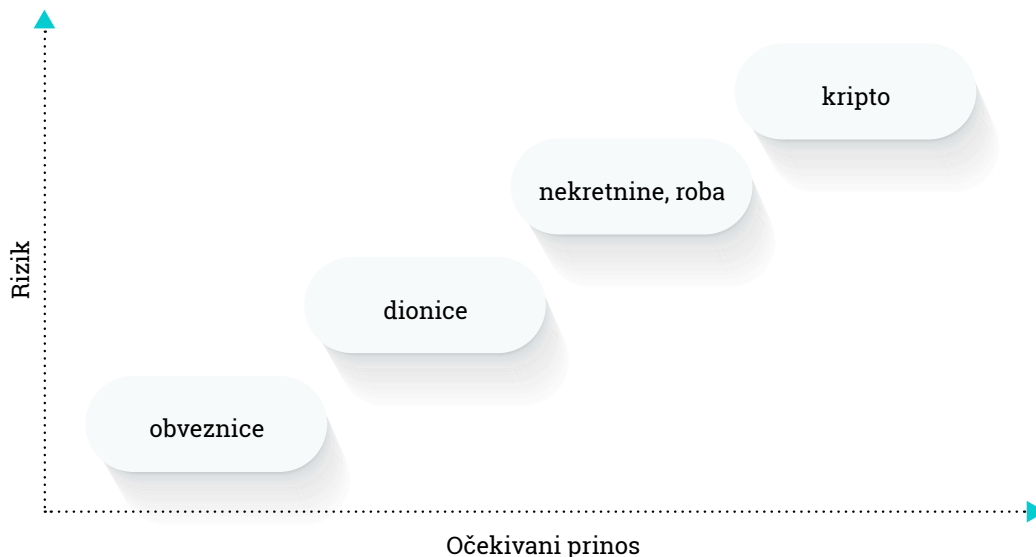 kripto
nekretnine, roba
dionice
obveznice
Rizik
Očekivani prinos